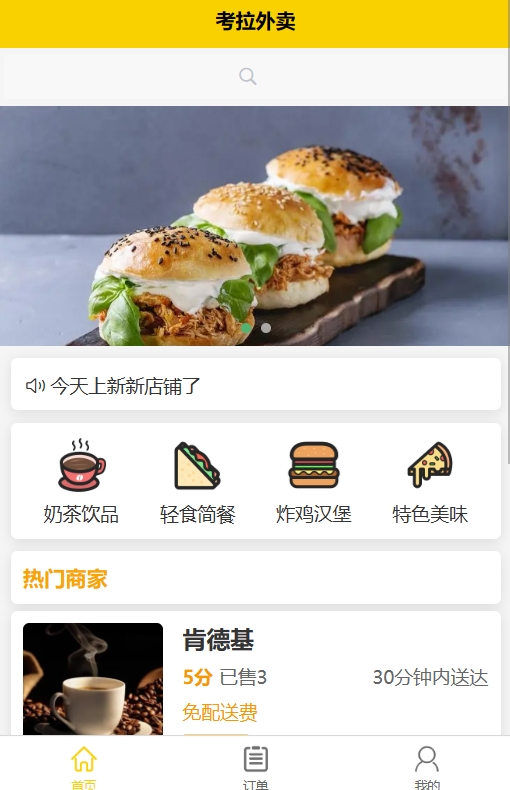 考拉外卖
今天上新新店铺了
奶茶饮品 轻食简餐 炸鸡汉堡 特色美味
热门商家
肯德基
5分 已售3 30分钟内送达
免配送费
首页 订单 我的